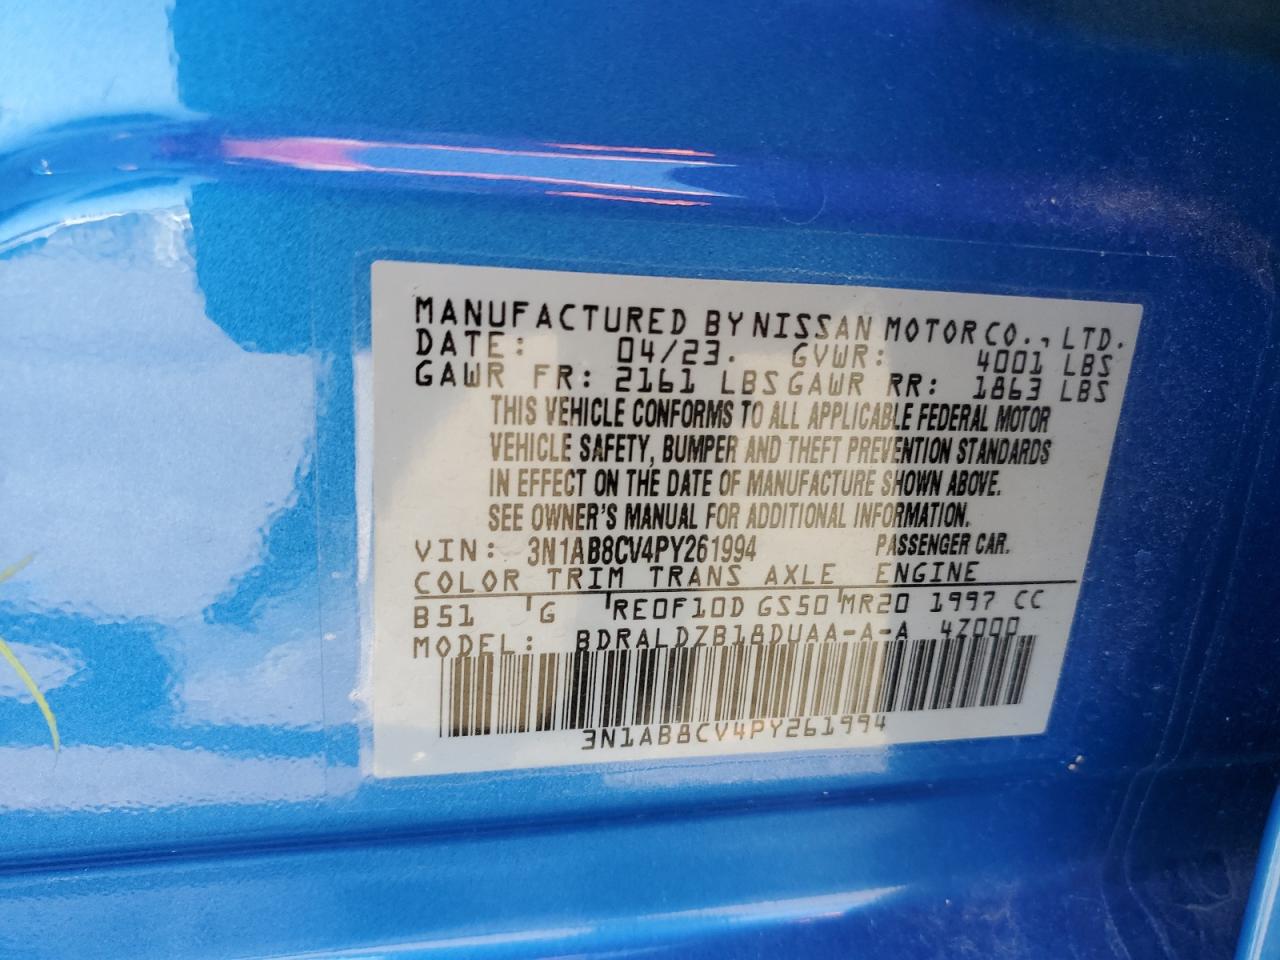 MANUFACTURED BY NISSAN MOTOR CO., LTD.
DATE: 04/23. GVWR: 4001 LBS
GAWR FR: 2161 LBS GAWR RR: 1863 LBS
THIS VEHICLE CONFORMS TO ALL APPLICABLE FEDERAL MOTOR
VEHICLE SAFETY, BUMPER AND THEFT PREVENTION STANDARDS
IN EFFECT ON THE DATE OF MANUFACTURE SHOWN ABOVE.
SEE OWNER'S MANUAL FOR ADDITIONAL INFORMATION.
VIN: 3N1AB8CV4PY261994 PASSENGER CAR.
COLOR TRIM TRANS AXLE ENGINE
B51 G RE0F10D GS50 MR20 1997 CC
MODEL: BDRALDZB18DUAA-A-A 4Z000
3N1AB8CV4PY261994